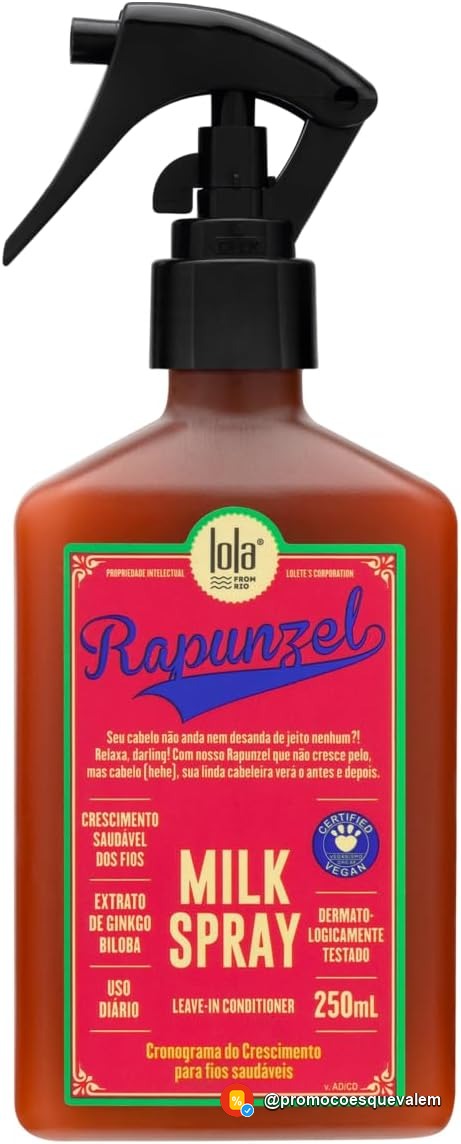 lola®
FROM
RIO
PROPRIEDADE INTELECTUAL
LOLETE'S CORPORATION
Rapunzel
Seu cabelo não anda nem desanda de jeito nenhum?!
Relaxa, darling! Com nosso Rapunzel que não cresce pelo,
mas cabelo (hehe), sua linda cabeleira verá o antes e depois.
CRESCIMENTO
SAUDÁVEL
DOS FIOS
EXTRATO
DE GINKGO
BILOBA
USO
DIÁRIO
MILK
SPRAY
LEAVE-IN CONDITIONER
CERTIFIED
VEGAN
DERMATO-
LOGICAMENTE
TESTADO
250mL
Cronograma do Crescimento
para fios saudáveis
v. AD/CD
%
@promocoesquevalem